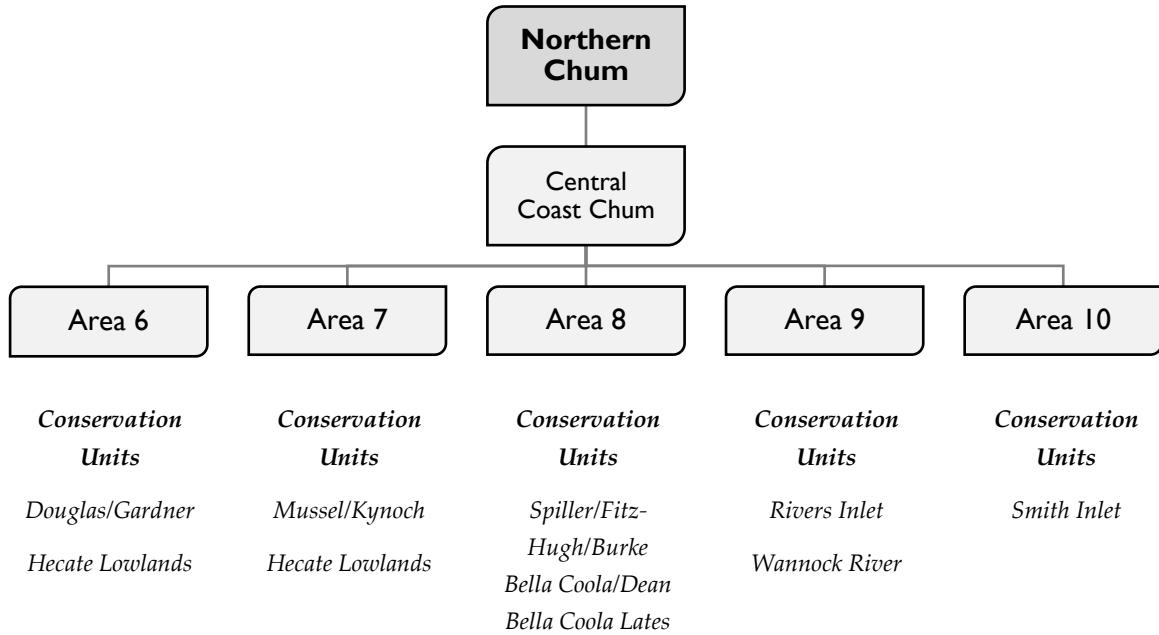 Northern
Chum
Central
Coast Chum
Area 6
Area 7
Area 8
Area 9
Area 10
Conservation
Units
Douglas/Gardner
Hecate Lowlands
Conservation
Units
Mussel/Kynoch
Hecate Lowlands
Conservation
Units
Spiller/Fitz-
Hugh/Burke
Bella Coola/Dean
Bella Coola Lates
Conservation
Units
Rivers Inlet
Wannock River
Conservation
Units
Smith Inlet